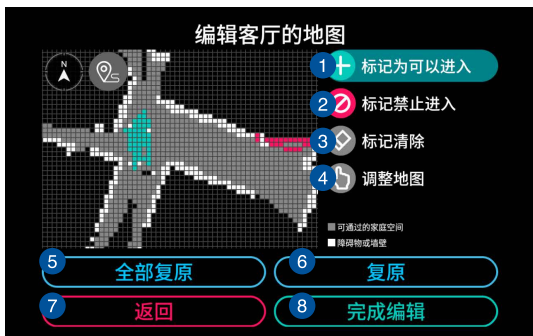 编辑客厅的地图
N
1 标记为可以进入
2 标记禁止进入
3 标记清除
4 调整地图
可通过的家庭空间
障碍物或墙壁
5 全部复原
6 复原
7 返回
8 完成编辑